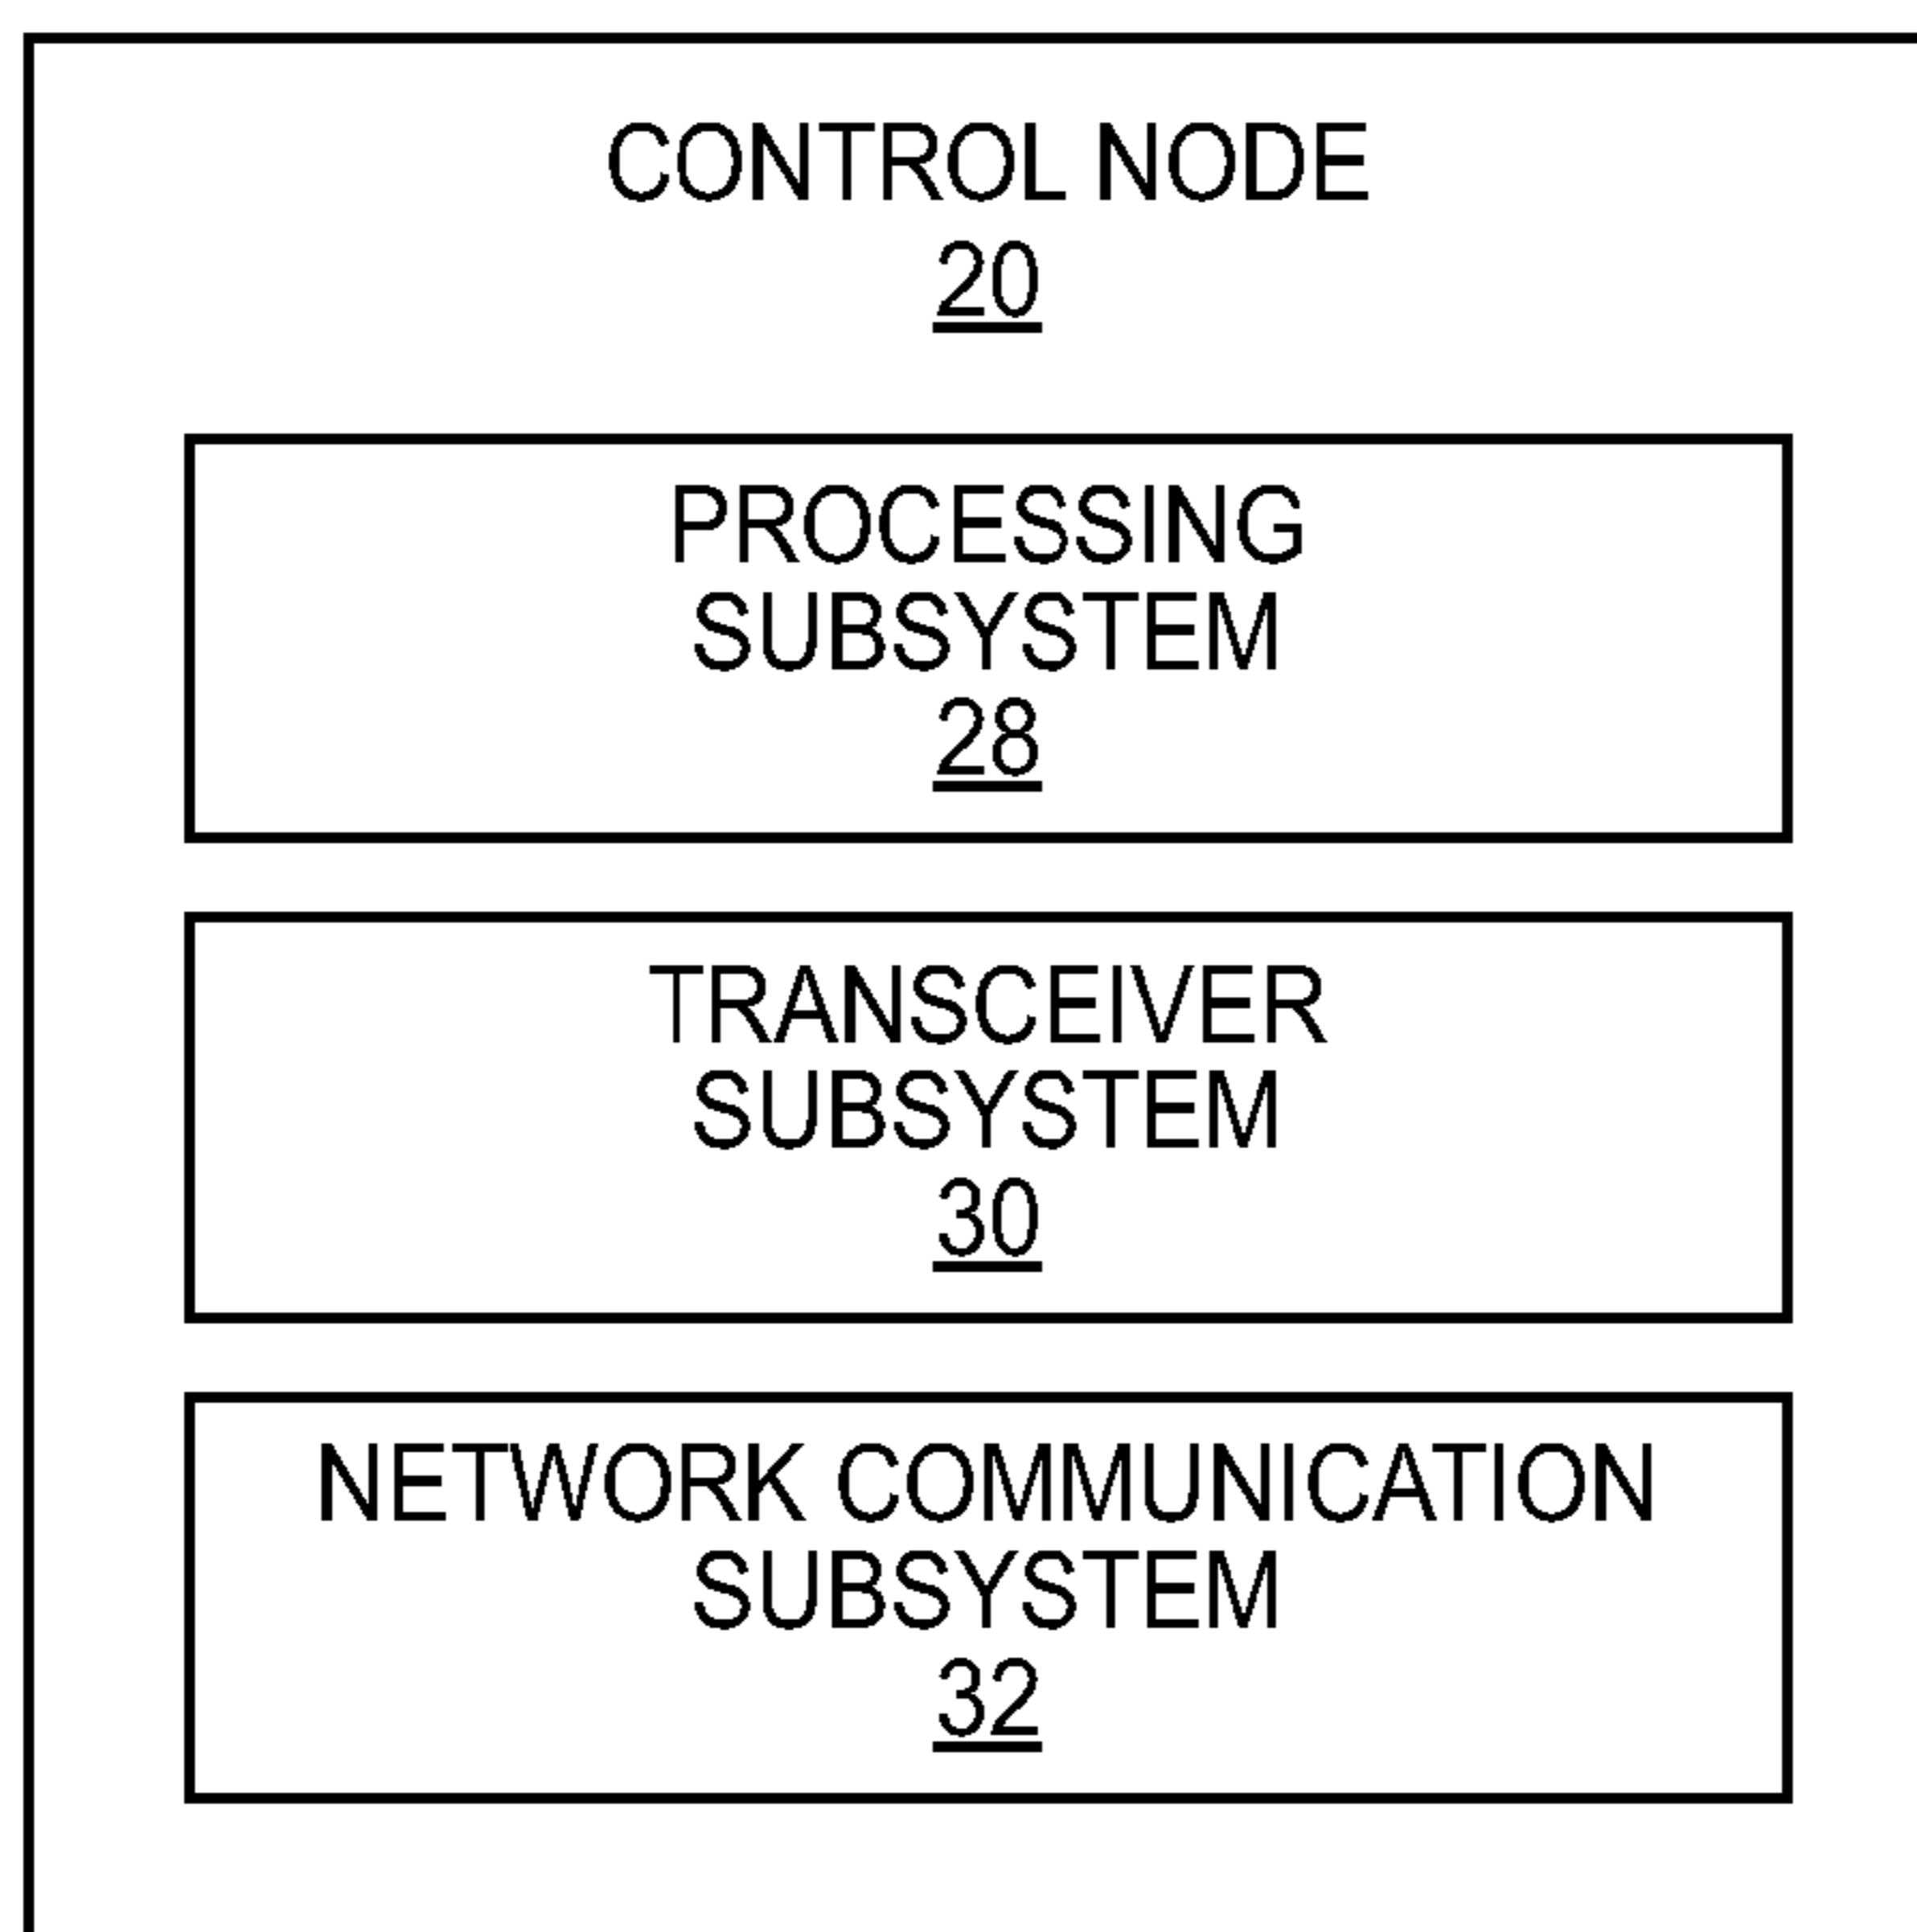 CONTROL NODE
20
PROCESSING
SUBSYSTEM
28
TRANSCEIVER
SUBSYSTEM
30
NETWORK COMMUNICATION
SUBSYSTEM
32